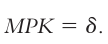 MPK = δ.